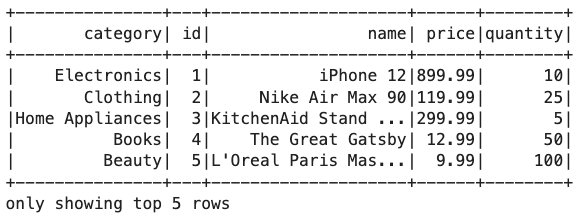 +---------------+---+--------------------+------+--------+
|       category| id|                name| price|quantity|
+---------------+---+--------------------+------+--------+
|    Electronics|  1|           iPhone 12|899.99|      10|
|       Clothing|  2|     Nike Air Max 90|119.99|      25|
|Home Appliances|  3|KitchenAid Stand ...|299.99|       5|
|          Books|  4|    The Great Gatsby| 12.99|      50|
|         Beauty|  5|L'Oreal Paris Mas...|  9.99|     100|
+---------------+---+--------------------+------+--------+
only showing top 5 rows